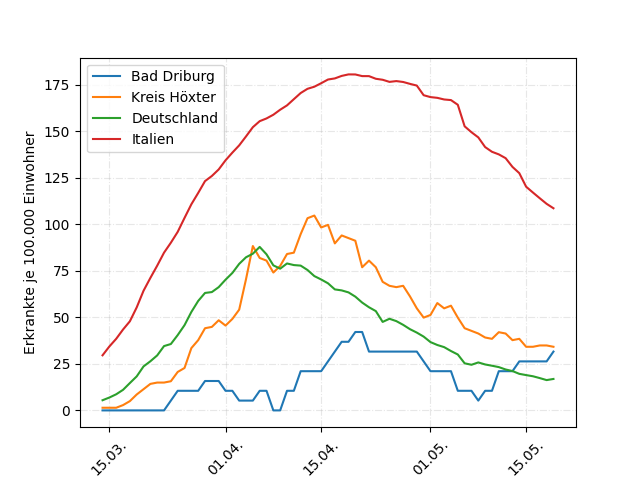 Bad Driburg
Kreis Höxter
Deutschland
Italien
Erkrankte je 100.000 Einwohner
175
150
125
100
75
50
25
0
15.03.
01.04.
15.04.
01.05.
15.05.